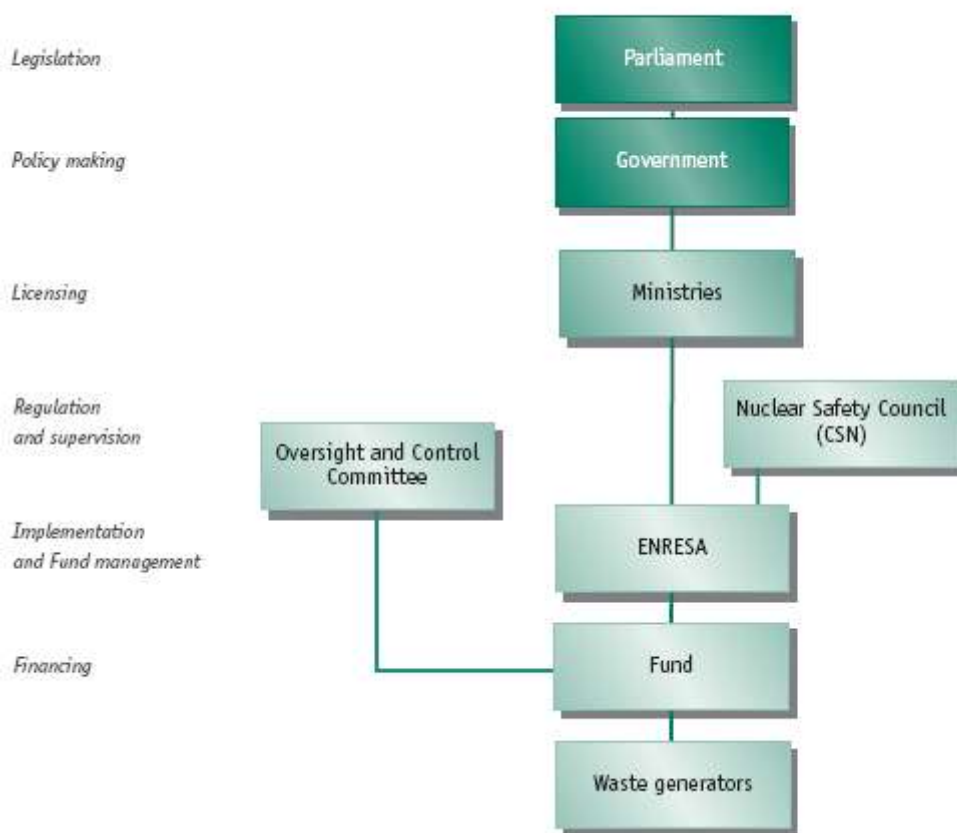 Legislation
Parliament
Policy making
Government
Licensing
Ministries
Regulation
and supervision
Nuclear Safety Council
(CSN)
Oversight and Control
Committee
Implementation
and Fund management
ENRESA
Financing
Fund
Waste generators